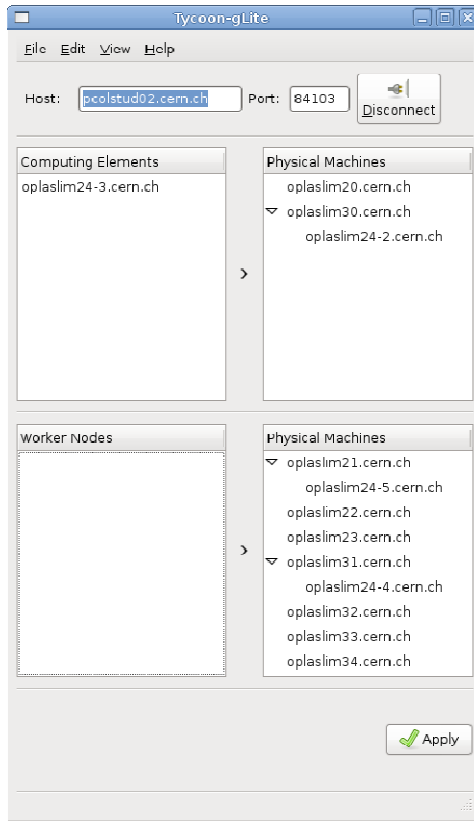 Tycoon-gLite
File Edit View Help
Host: pcolstud02.cern.ch Port: 84103 Disconnect
Computing Elements
oplaslim24-3.cern.ch
Physical Machines
oplaslim20.cern.ch
oplaslim30.cern.ch
oplaslim24-2.cern.ch
Worker Nodes
Physical Machines
oplaslim21.cern.ch
oplaslim24-5.cern.ch
oplaslim22.cern.ch
oplaslim23.cern.ch
oplaslim31.cern.ch
oplaslim24-4.cern.ch
oplaslim32.cern.ch
oplaslim33.cern.ch
oplaslim34.cern.ch
Apply